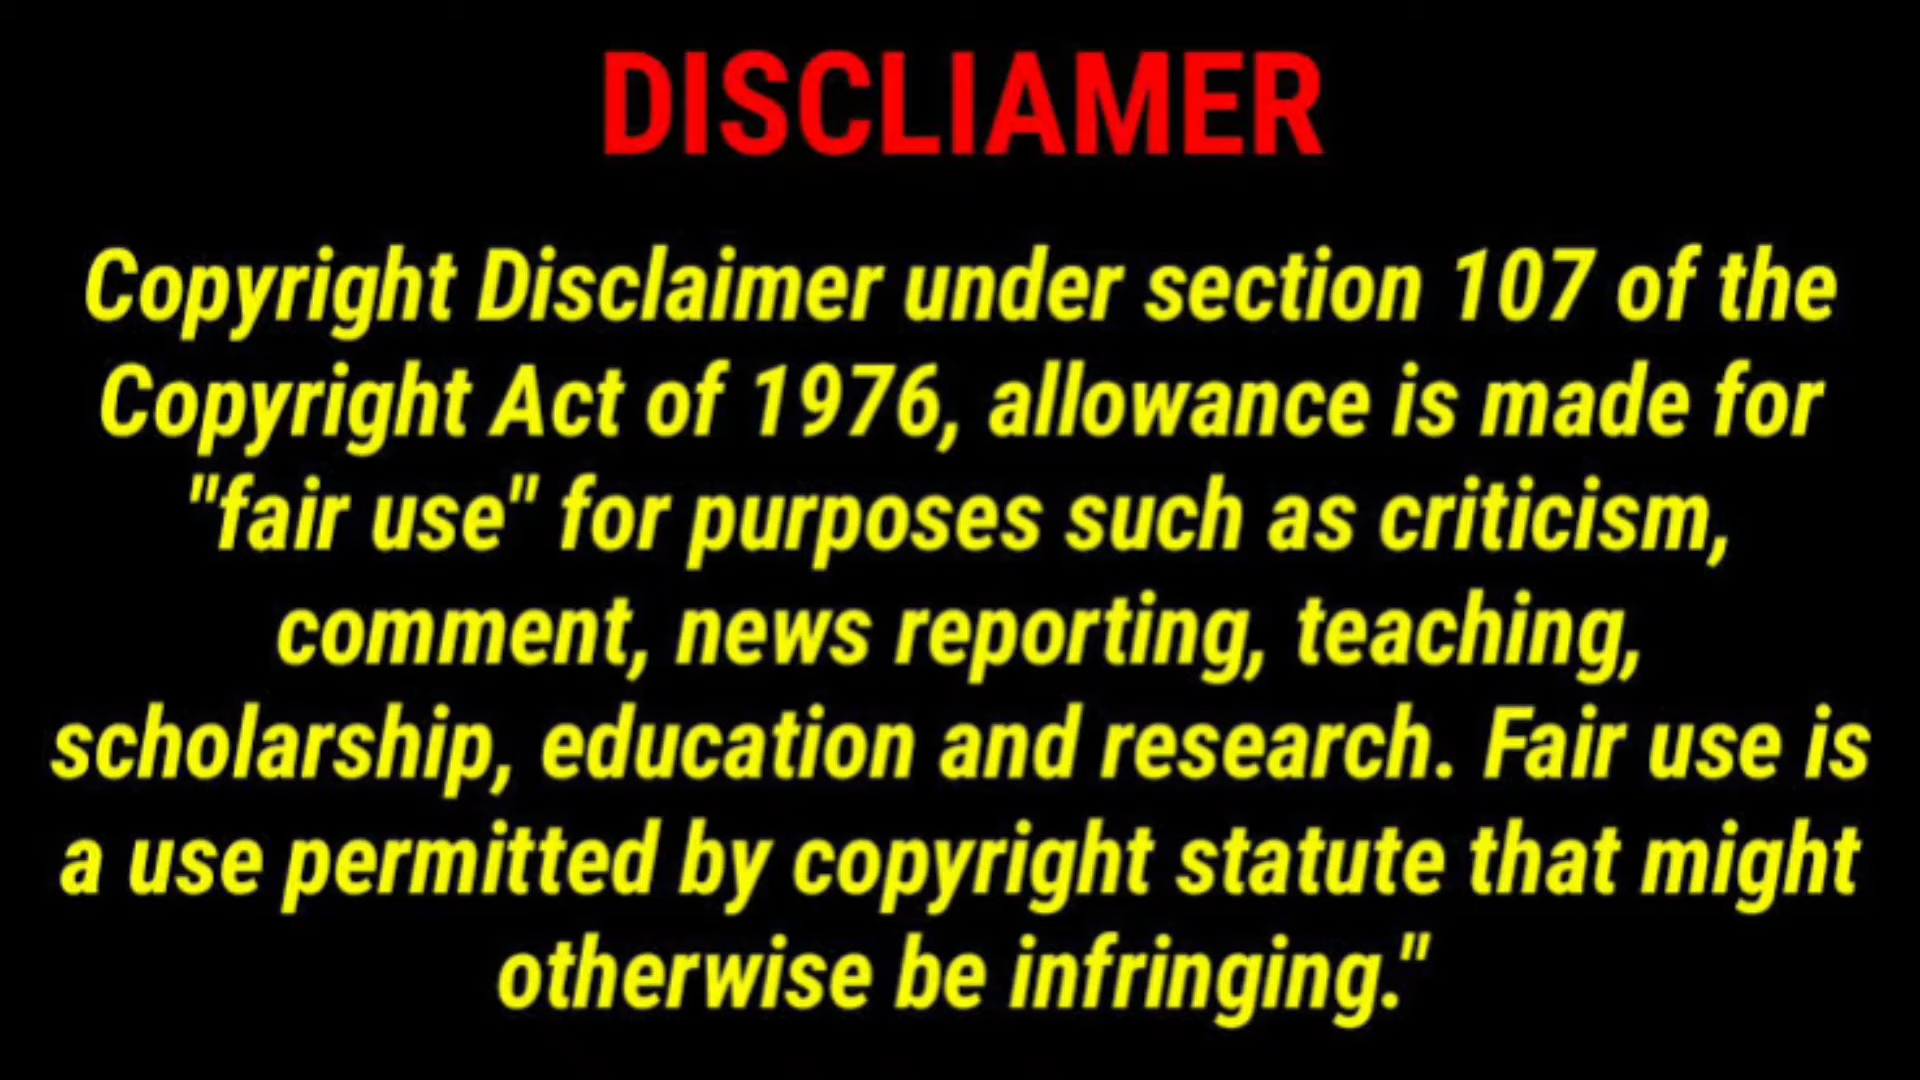 DISCLIAMER
Copyright Disclaimer under section 107 of the
Copyright Act of 1976, allowance is made for
"fair use" for purposes such as criticism,
comment, news reporting, teaching,
scholarship, education and research. Fair use is
a use permitted by copyright statute that might
otherwise be infringing."